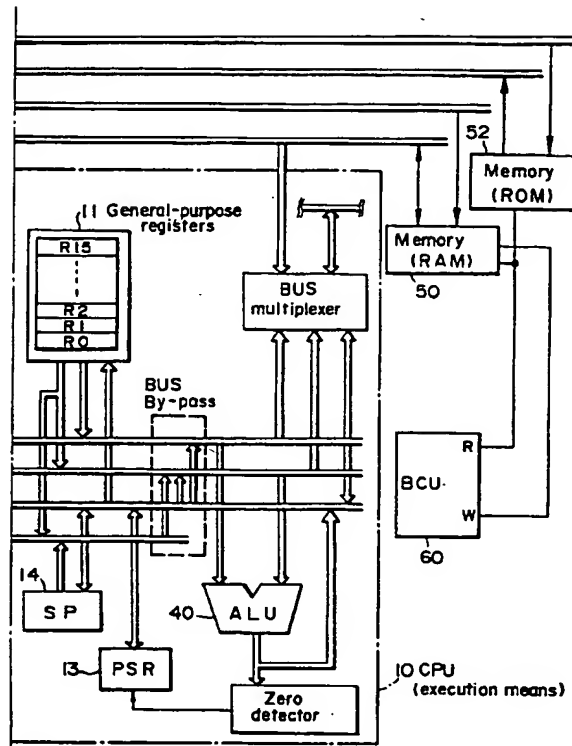 52
Memory
(ROM)
11 General-purpose
registers
R15
R2
R1
R0
BUS
multiplexer
Memory
(RAM)
50
BUS
By-pass
R
BCU
W
60
14
SP
40
ALU
13
PSR
Zero
detector
10 CPU
(execution means)